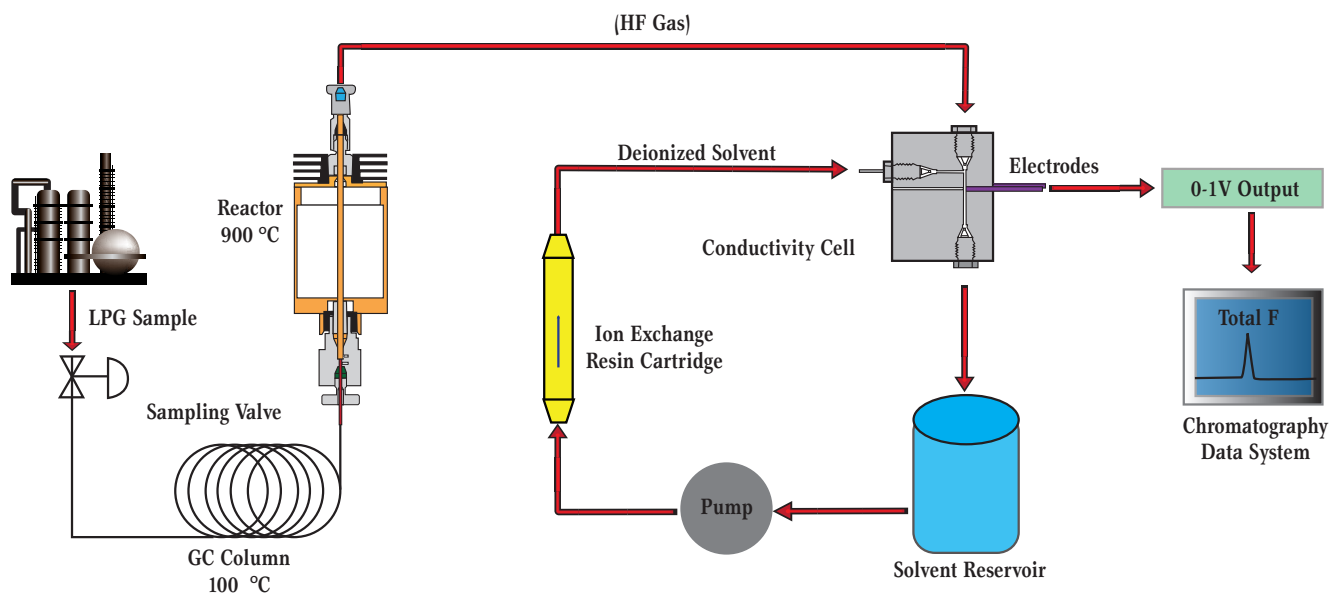 (HF Gas)
Deionized Solvent
Electrodes
0-1V Output
Reactor
900 °C
Conductivity Cell
LPG Sample
Total F
Ion Exchange
Resin Cartridge
Sampling Valve
Chromatography
Data System
Pump
GC Column
100 °C
Solvent Reservoir